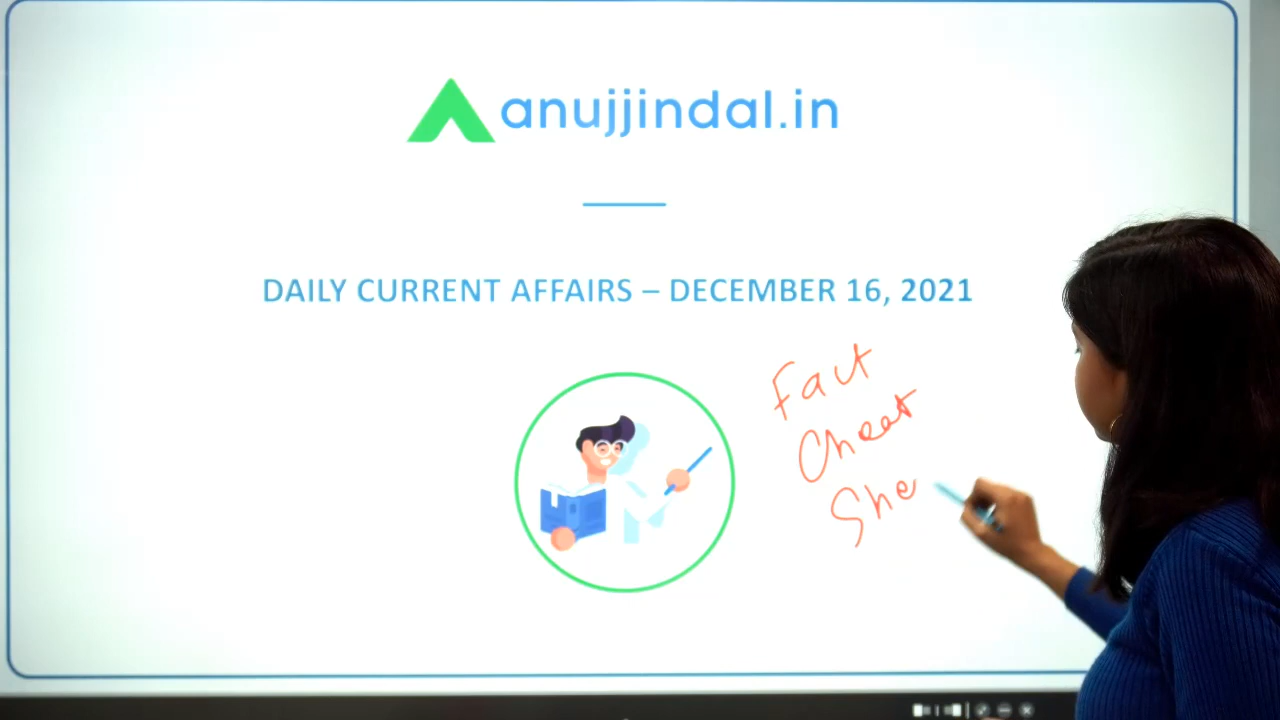 anujjindal.in
DAILY CURRENT AFFAIRS – DECEMBER 16, 2021
Fact
Cheat
She